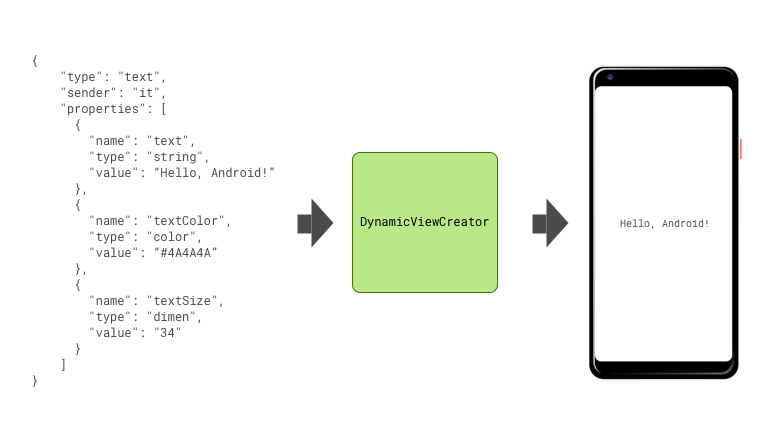 {
    "type": "text",
    "sender": "it",
    "properties": [
      {
        "name": "text",
        "type": "string",
        "value": “Hello, Android!”
      },
      {
        "name": "textColor",
        "type": "color",
        "value": “#4A4A4A”
      },
      {
        "name": "textSize",
        "type": "dimen",
        "value": "34"
      }
    ]
}
DynamicViewCreator
Hello, Android!